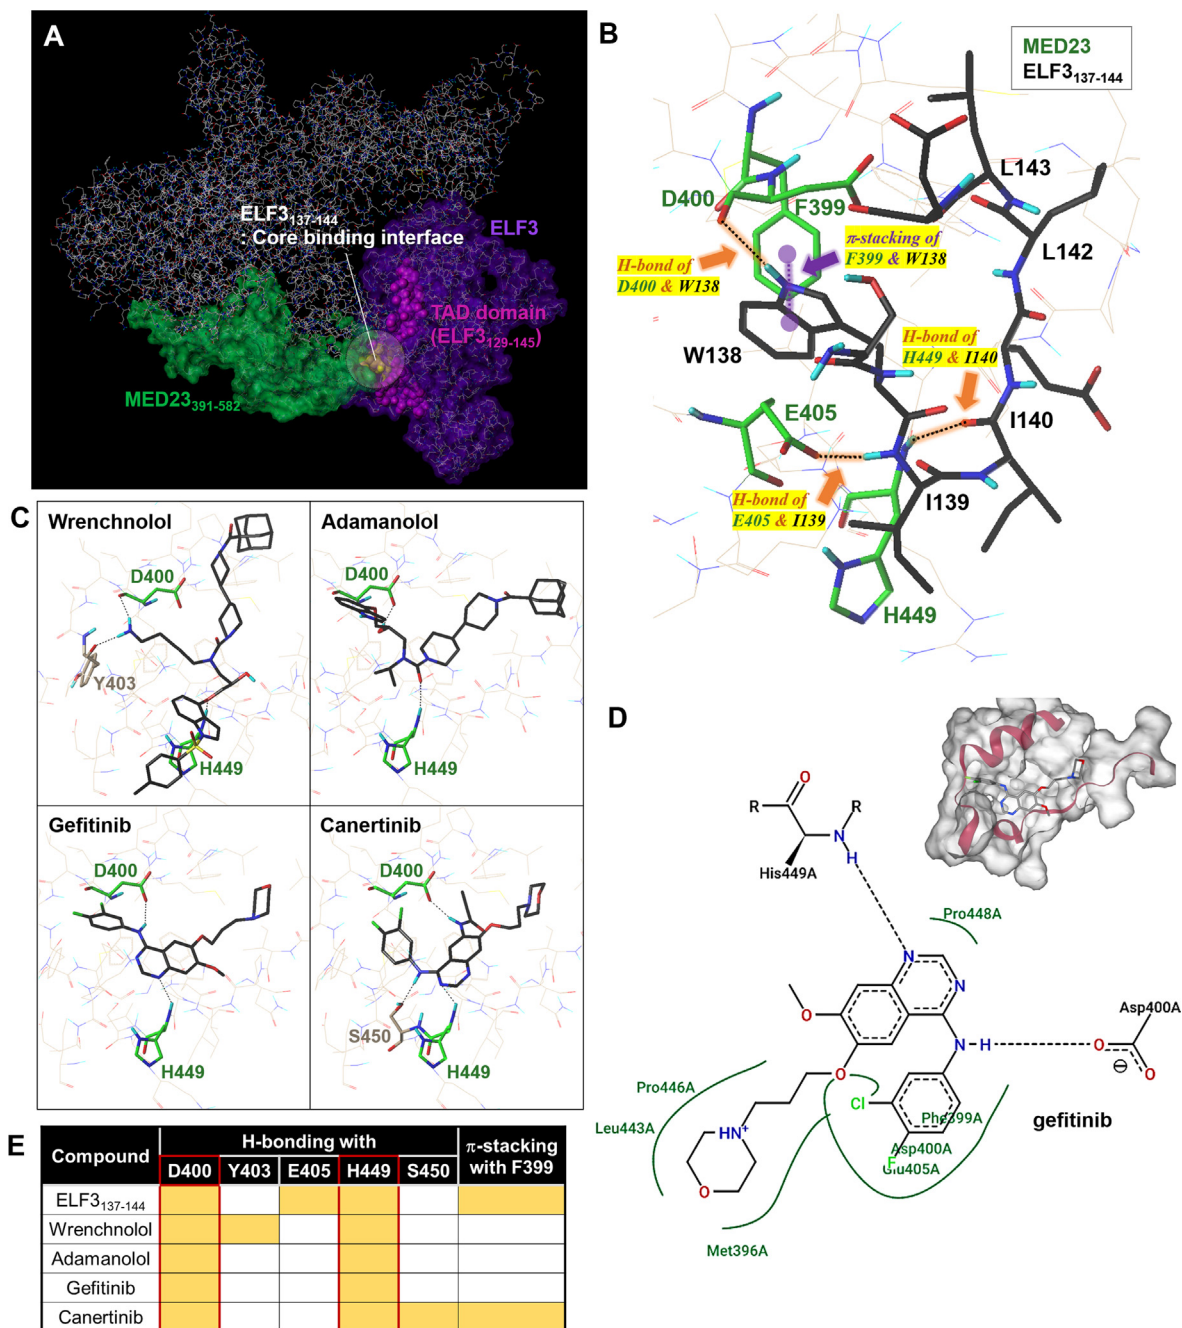 A
ELF3137-144
: Core binding interface
ELF3
TAD domain
(ELF3129-145)
MED23391-582
B
MED23
ELF3137-144
D400
F399
L143
L142
π-stacking of
F399 & W138
H-bond of
D400 & W138
W138
H-bond of
H449 & I140
E405
I140
H-bond of
E405 & I139
I139
H449
C
Wrenchnolol
D400
Y403
H449
Adamanolol
D400
H449
Gefitinib
D400
H449
Canertinib
D400
S450
H449
D
O
R
R
N
H
His449A
Pro448A
N
N
O
N H
Asp400A
O
⊖
O
Pro446A
O
Cl
Phe399A
gefitinib
Leu443A
HN+
Asp400A
F
Glu405A
O
Met396A
E
Compound
H-bonding with
π-stacking
with F399
D400 Y403 E405 H449 S450
ELF3137-144
Wrenchnolol
Adamanolol
Gefitinib
Canertinib